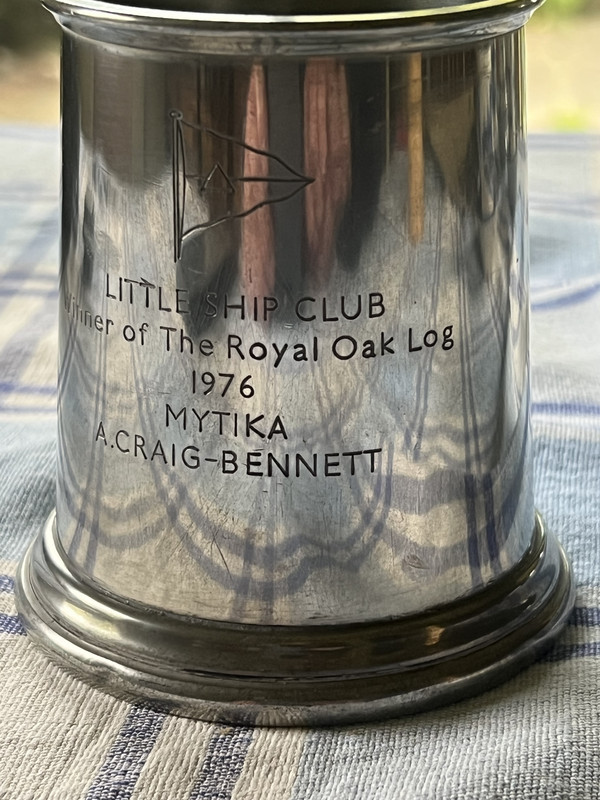 LITTLE SHIP CLUB
Winner of The Royal Oak Log
1976
MYTIKA
A.CRAIG-BENNETT